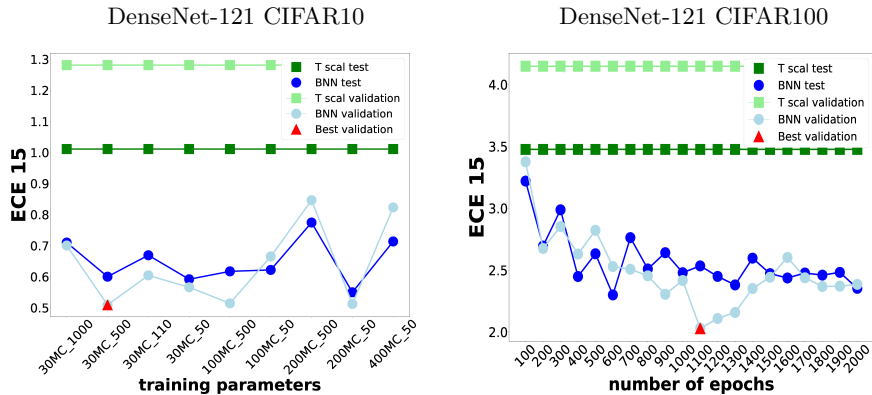 DenseNet-121 CIFAR10
1.3
1.2
1.1
1.0
0.9
0.8
0.7
0.6
0.5
ECE 15
T scal test
BNN test
T scal validation
BNN validation
Best validation
30MC_1000
30MC_500
30MC_110
30MC_50
100MC_500
100MC_50
200MC_500
200MC_50
400MC_50
training parameters
DenseNet-121 CIFAR100
4.0
3.5
3.0
2.5
2.0
ECE 15
T scal test
BNN test
T scal validation
BNN validation
Best validation
100
200
300
400
500
600
700
800
900
1000
1100
1200
1300
1400
1500
1600
1700
1800
1900
2000
number of epochs